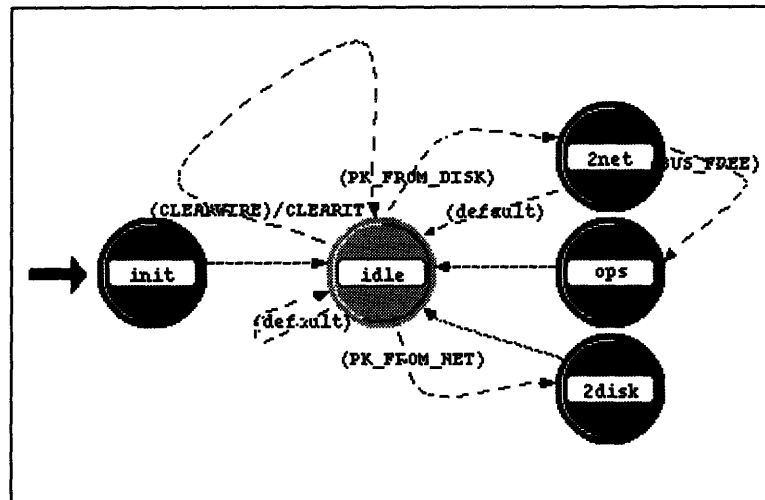 2net
(PK_FROM_DISK)
BUS_FREE)
(CLEARWIRE)/CLEARIT
(default)
init
idle
ops
(default)
(PK_FROM_NET)
2disk